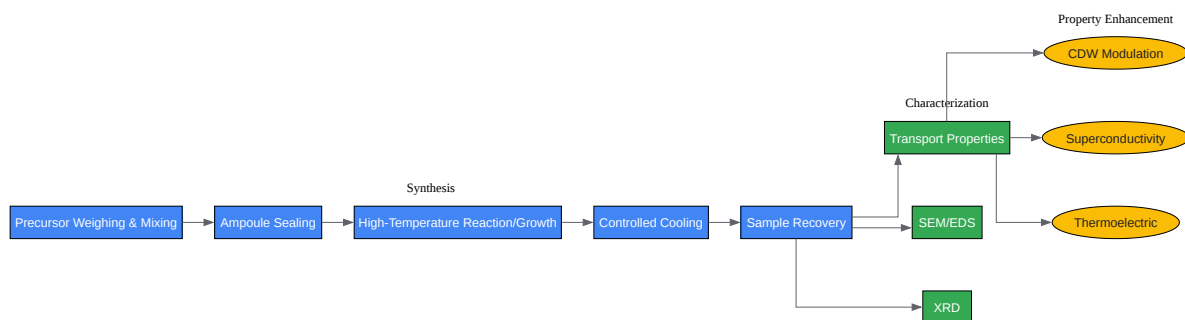 Property Enhancement
CDW Modulation
Characterization
Transport Properties
Superconductivity
Synthesis
Precursor Weighing & Mixing
Ampoule Sealing
High-Temperature Reaction/Growth
Controlled Cooling
Sample Recovery
SEM/EDS
Thermoelectric
XRD